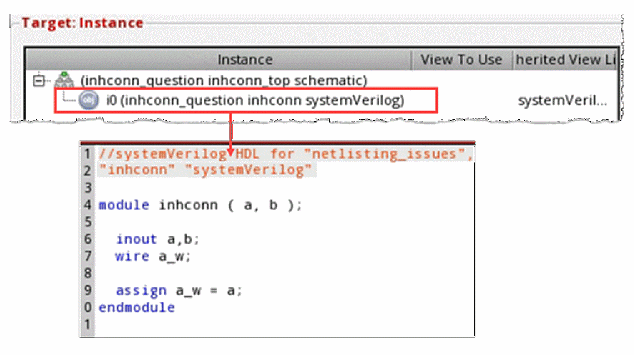 Target: Instance
Instance View To Use herited View Li
(inhconn_question inhconn_top schematic)
obj i0 (inhconn_question inhconn systemVerilog) systemVeril...
1 //systemVerilog HDL for "netlisting_issues",
2 "inhconn" "systemVerilog"
3
4 module inhconn ( a, b );
5
6 inout a,b;
7 wire a_w;
8
9 assign a_w = a;
0 endmodule
1